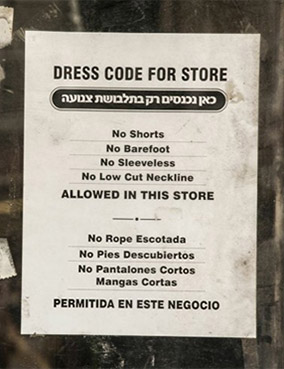 DRESS CODE FOR STORE
כאן נכנסים רק בתלבושת צנועה
No Shorts
No Barefoot
No Sleeveless
No Low Cut Neckline
ALLOWED IN THIS STORE
No Rope Escotada
No Pies Descubiertos
No Pantalones Cortos
Mangas Cortas
PERMITIDA EN ESTE NEGOCIO